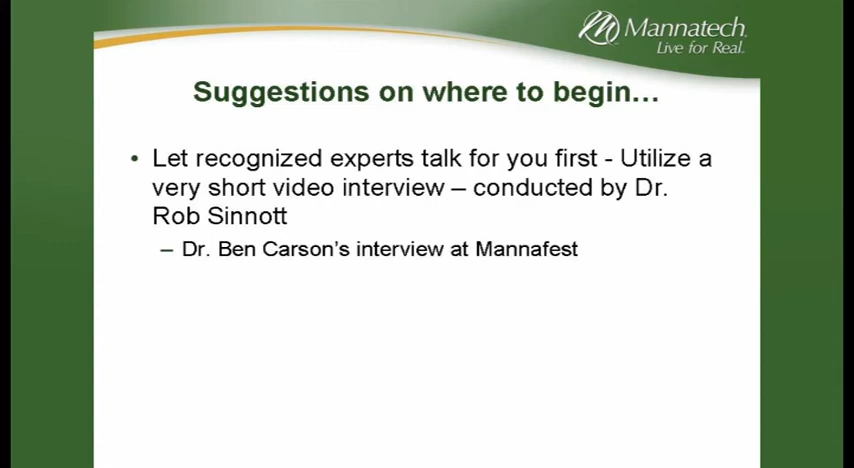 Mannatech
Live for Real.
Suggestions on where to begin…
• Let recognized experts talk for you first - Utilize a
very short video interview – conducted by Dr.
Rob Sinnott
– Dr. Ben Carson's interview at Mannafest